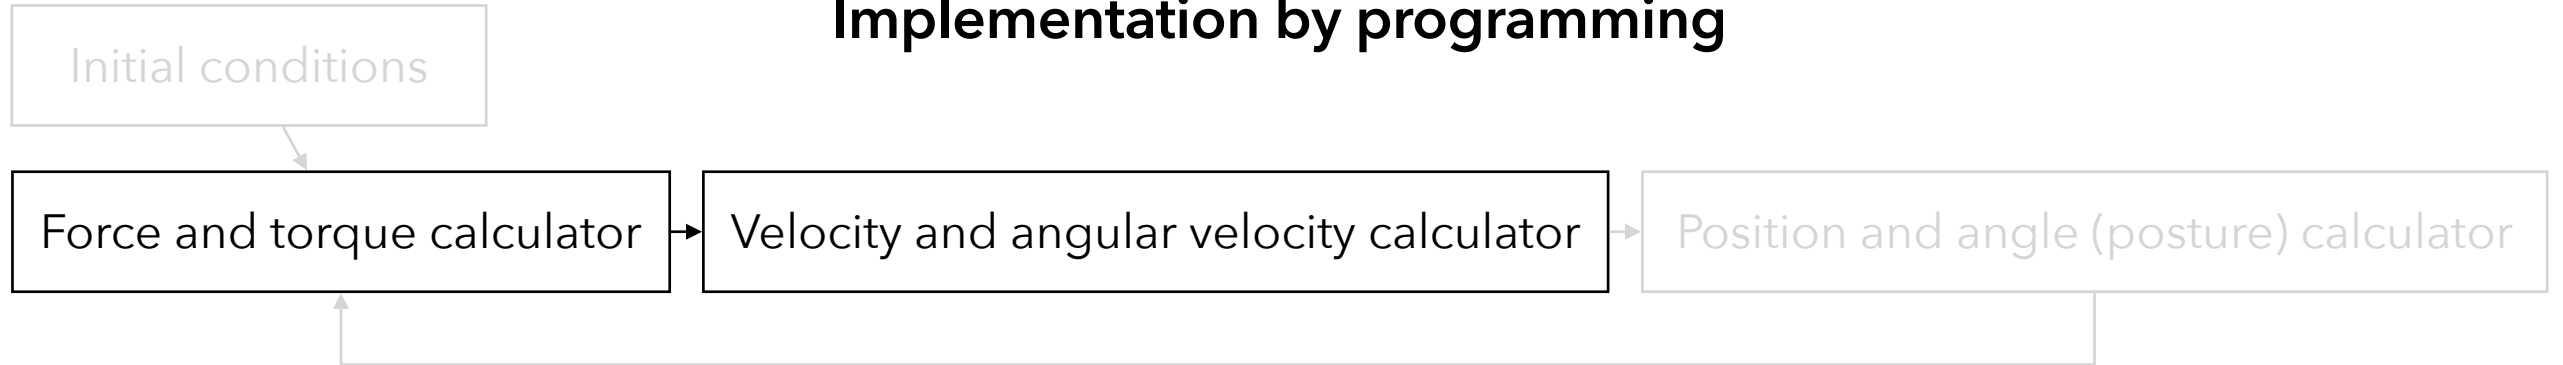 Implementation by programming
Initial conditions
Force and torque calculator
Velocity and angular velocity calculator
Position and angle (posture) calculator